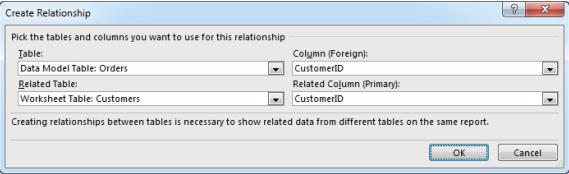 Create Relationship
Pick the tables and columns you want to use for this relationship
Table: Column (Foreign):
Data Model Table: Orders CustomerID
Related Table: Related Column (Primary):
Worksheet Table: Customers CustomerID
Creating relationships between tables is necessary to show related data from different tables on the same report.
OK Cancel